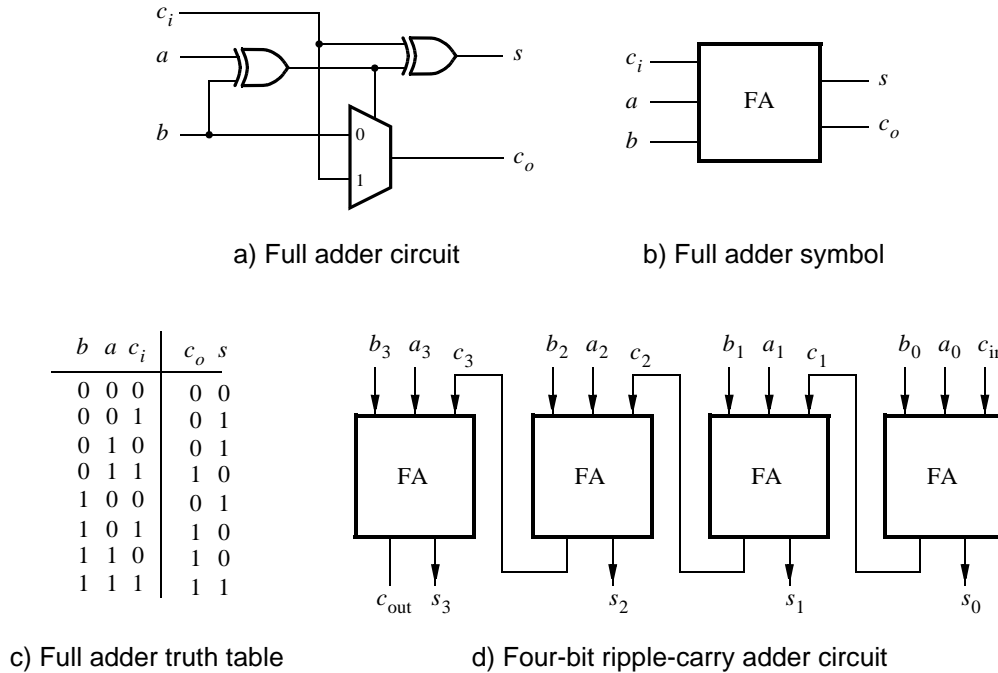 c_i
a
s
b
0
1
c_o
a) Full adder circuit
c_i
a
b
FA
s
c_o
b) Full adder symbol
b a c_i c_o s
0 0 0 0 0
0 0 1 0 1
0 1 0 0 1
0 1 1 1 0
1 0 0 0 1
1 0 1 1 0
1 1 0 1 0
1 1 1 1 1
c) Full adder truth table
b_3 a_3 c_3 b_2 a_2 c_2 b_1 a_1 c_1 b_0 a_0 c_in
FA FA FA FA
c_out s_3 s_2 s_1 s_0
d) Four-bit ripple-carry adder circuit